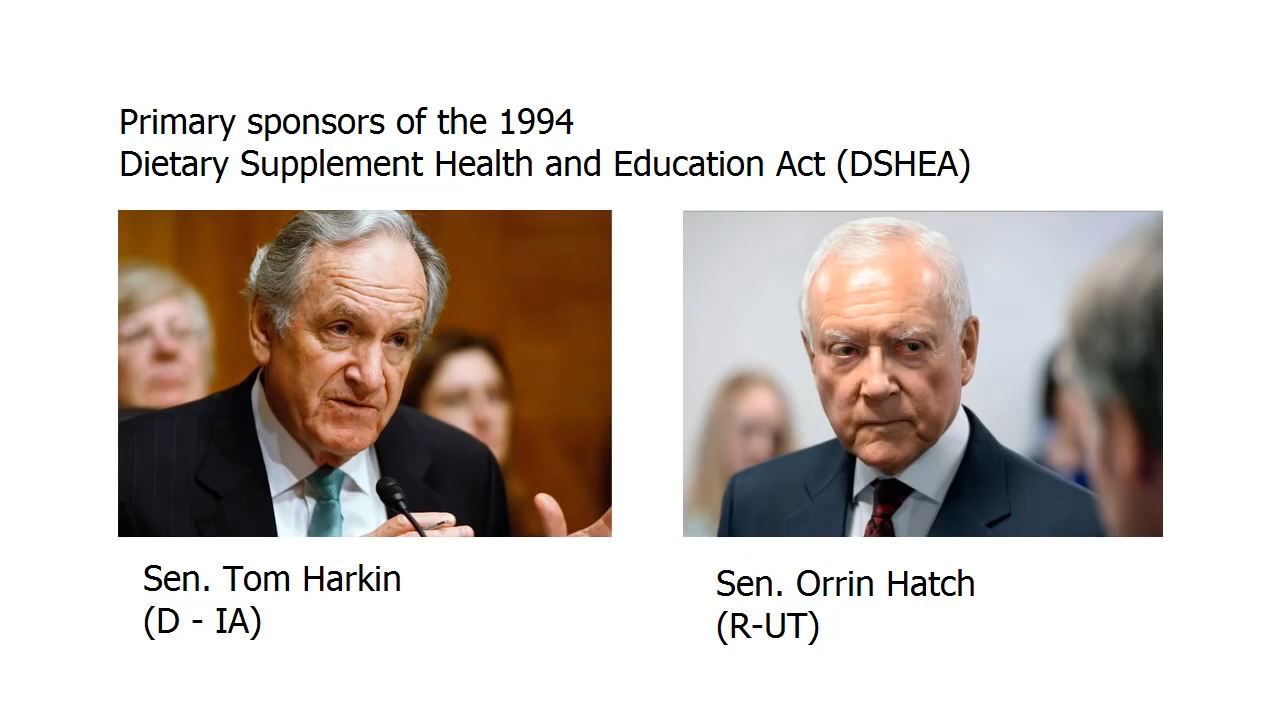 Primary sponsors of the 1994
Dietary Supplement Health and Education Act (DSHEA)
Sen. Tom Harkin
(D - IA)
Sen. Orrin Hatch
(R-UT)